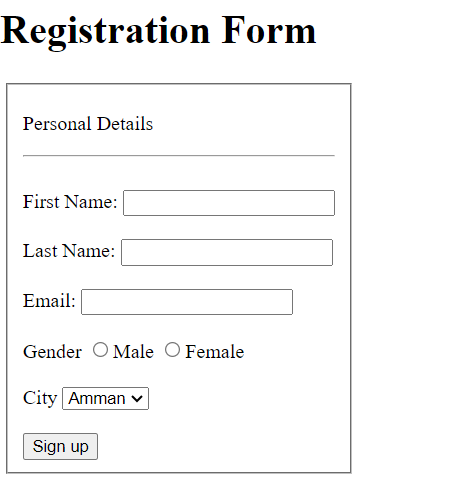 Registration Form
Personal Details
First Name:
Last Name:
Email:
Gender Male Female
City Amman
Sign up